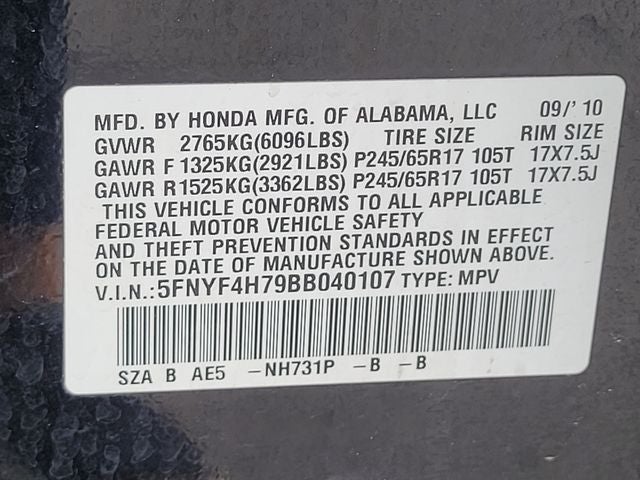 MFD. BY HONDA MFG. OF ALABAMA, LLC 09/' 10
GVWR 2765KG(6096LBS) TIRE SIZE RIM SIZE
GAWR F 1325KG(2921LBS) P245/65R17 105T 17X7.5J
GAWR R1525KG(3362LBS) P245/65R17 105T 17X7.5J
THIS VEHICLE CONFORMS TO ALL APPLICABLE
FEDERAL MOTOR VEHICLE SAFETY
AND THEFT PREVENTION STANDARDS IN EFFECT
ON THE DATE OF MANUFACTURE SHOWN ABOVE.
V.I.N.:5FNYF4H79BB040107 TYPE: MPV
SZA B AE5 -NH731P -B -B